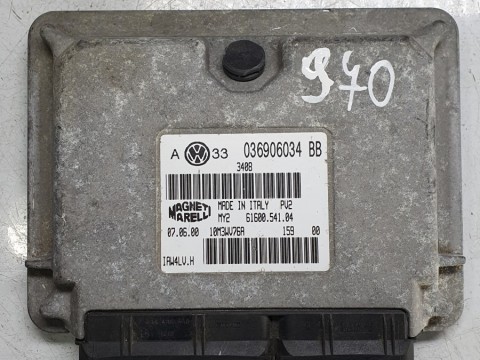 970
A VW 33 036906034 BB
3408
MAGNETI MARELLI MADE IN ITALY PV2
MY2 61600.541.04
07.06.00 10M3WV76A 159 00
IAW4LV.H